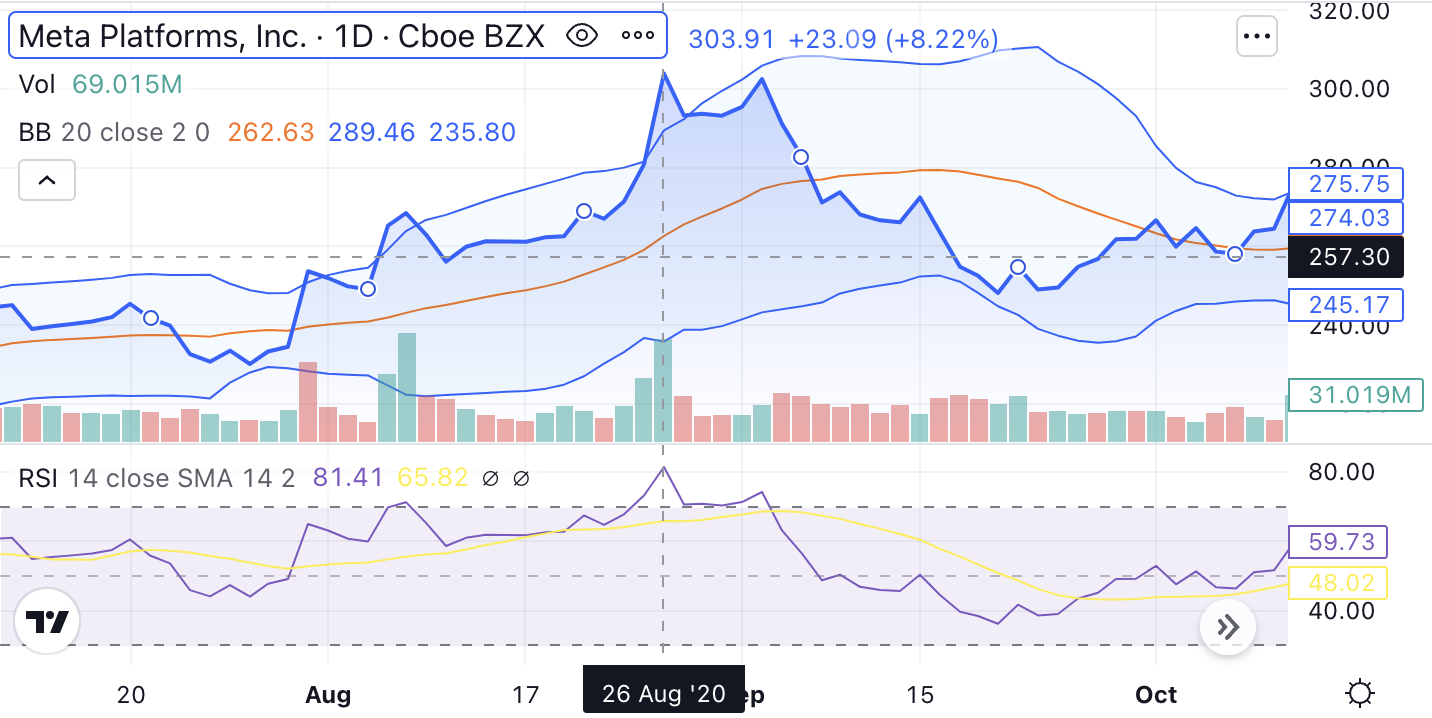 320.00
Meta Platforms, Inc. · 1D · Cboe BZX 303.91 +23.09 (+8.22%)
Vol 69.015M
300.00
BB 20 close 2 0 262.63 289.46 235.80
280.00
275.75
274.03
257.30
245.17
240.00
31.019M
RSI 14 close SMA 14 2 81.41 65.82 ∅ ∅
80.00
59.73
48.02
40.00
20 Aug 17 26 Aug '20 ep 15 Oct